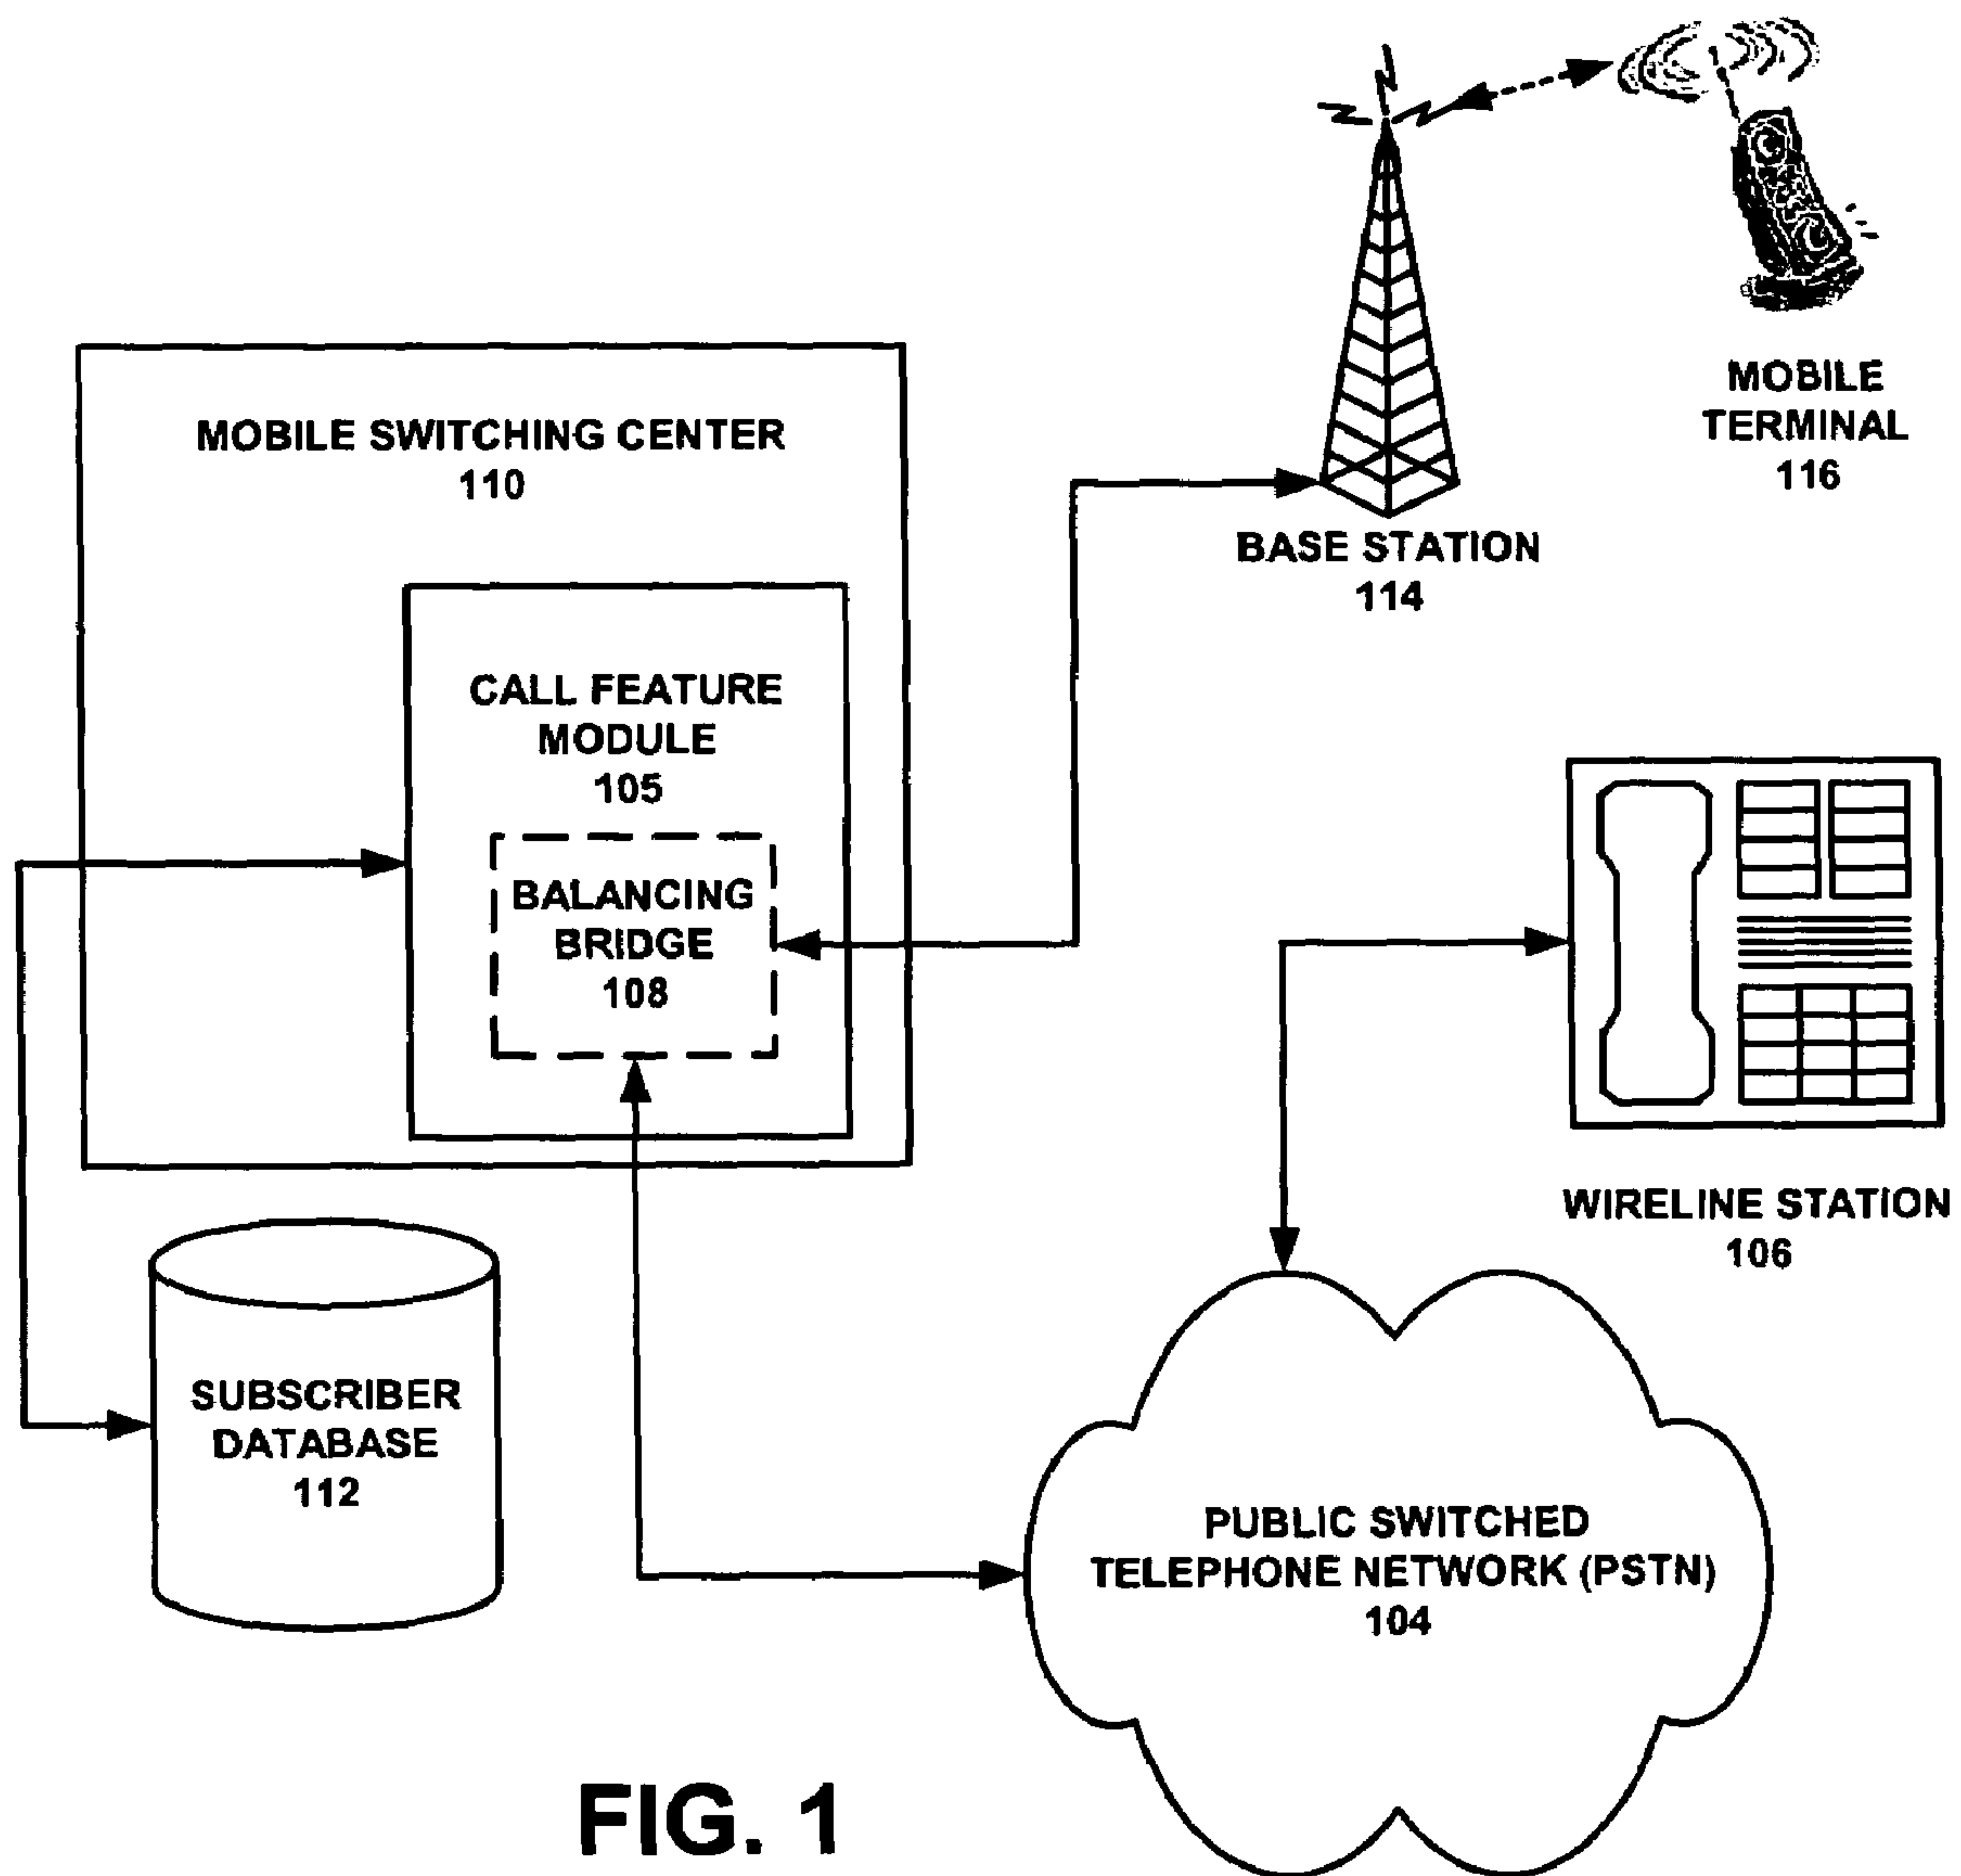 MOBILE
TERMINAL
116
MOBILE SWITCHING CENTER
110
BASE STATION
114
CALL FEATURE
MODULE
105
BALANCING
BRIDGE
108
WIRELINE STATION
106
SUBSCRIBER
DATABASE
112
PUBLIC SWITCHED
TELEPHONE NETWORK (PSTN)
104
FIG. 1